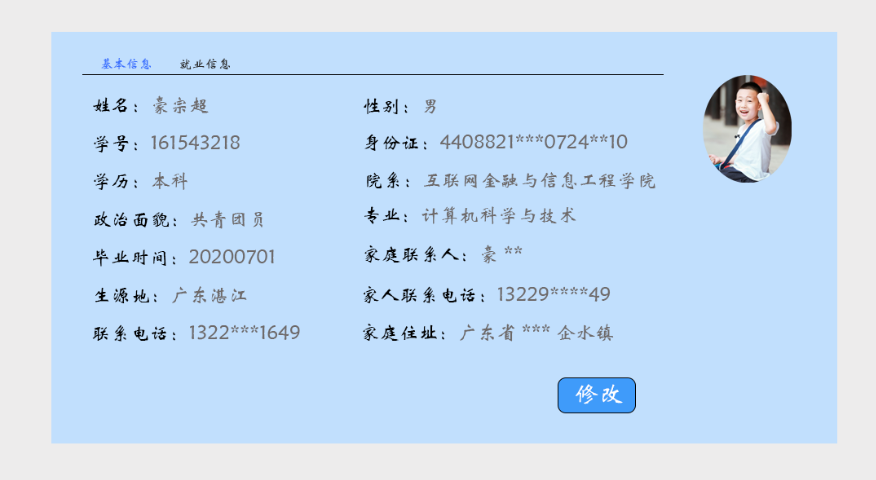 基本信息 就业信息
姓名：豪宗超 性别：男
学号：161543218 身份证：4408821***0724**10
学历：本科 院系：互联网金融与信息工程学院
政治面貌：共青团员 专业：计算机科学与技术
毕业时间：20200701 家庭联系人：豪 **
生源地：广东湛江 家人联系电话：13229****49
联系电话：1322***1649 家庭住址：广东省 *** 企水镇
修改